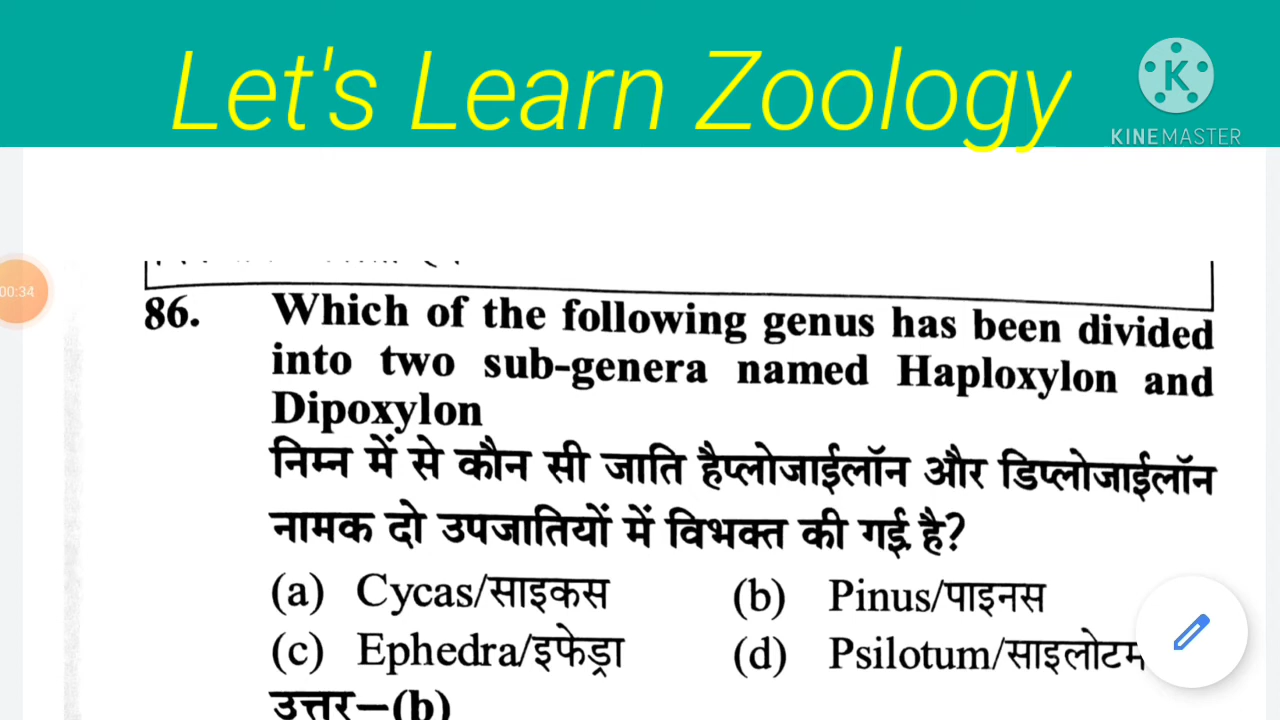 Let's Learn Zoology
K
KINEMASTER
00:34
86. Which of the following genus has been divided
into two sub-genera named Haploxylon and
Dipoxylon
निम्न में से कौन सी जाति हैप्लोजाईलॉन और डिप्लोजाईलॉन
नामक दो उपजातियों में विभक्त की गई है?
(a) Cycas/साइकस (b) Pinus/पाइनस
(c) Ephedra/इफेड्रा (d) Psilotum/साइलोटम
उत्तर–(b)